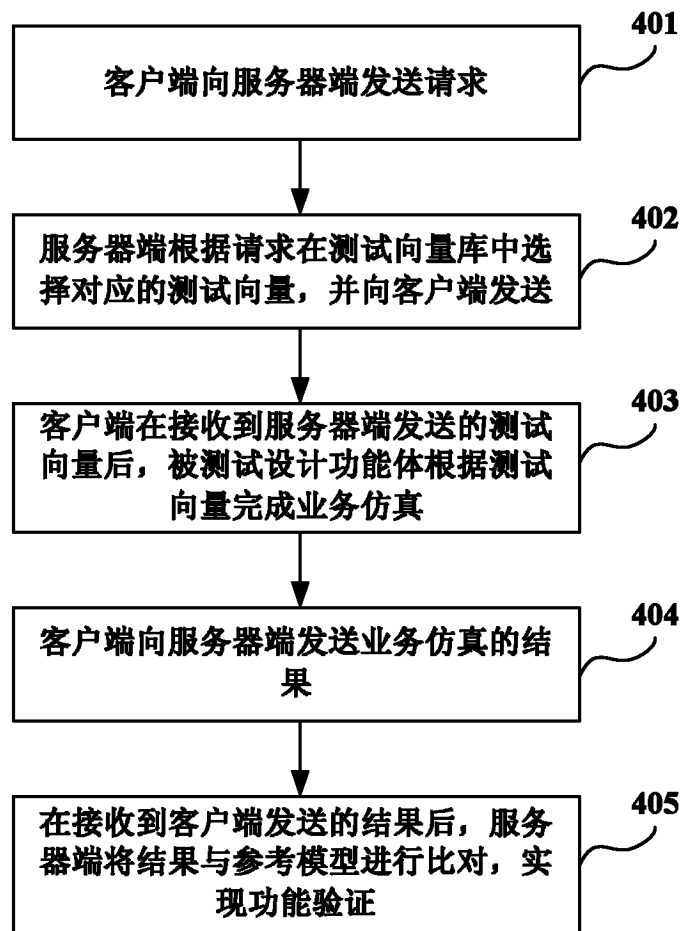 401
客户端向服务器端发送请求
402
服务器端根据请求在测试向量库中选
择对应的测试向量，并向客户端发送
403
客户端在接收到服务器端发送的测试
向量后，被测试设计功能体根据测试
向量完成业务仿真
404
客户端向服务器端发送业务仿真的结
果
405
在接收到客户端发送的结果后，服务
器端将结果与参考模型进行比对，实
现功能验证